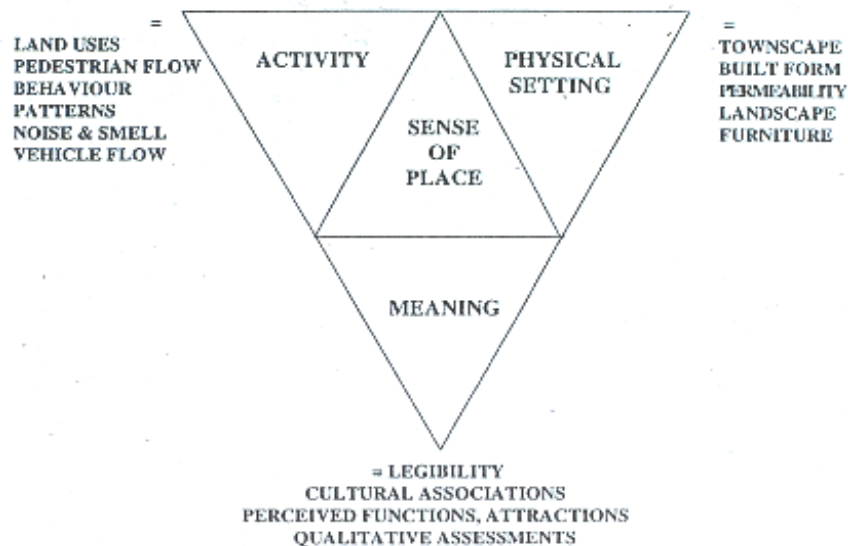 =
LAND USES
PEDESTRIAN FLOW
BEHAVIOUR
PATTERNS
NOISE & SMELL
VEHICLE FLOW
ACTIVITY
PHYSICAL
SETTING
=
TOWNSCAPE
BUILT FORM
PERMEABILITY
LANDSCAPE
FURNITURE
SENSE
OF
PLACE
MEANING
= LEGIBILITY
CULTURAL ASSOCIATIONS
PERCEIVED FUNCTIONS, ATTRACTIONS
QUALITATIVE ASSESSMENTS